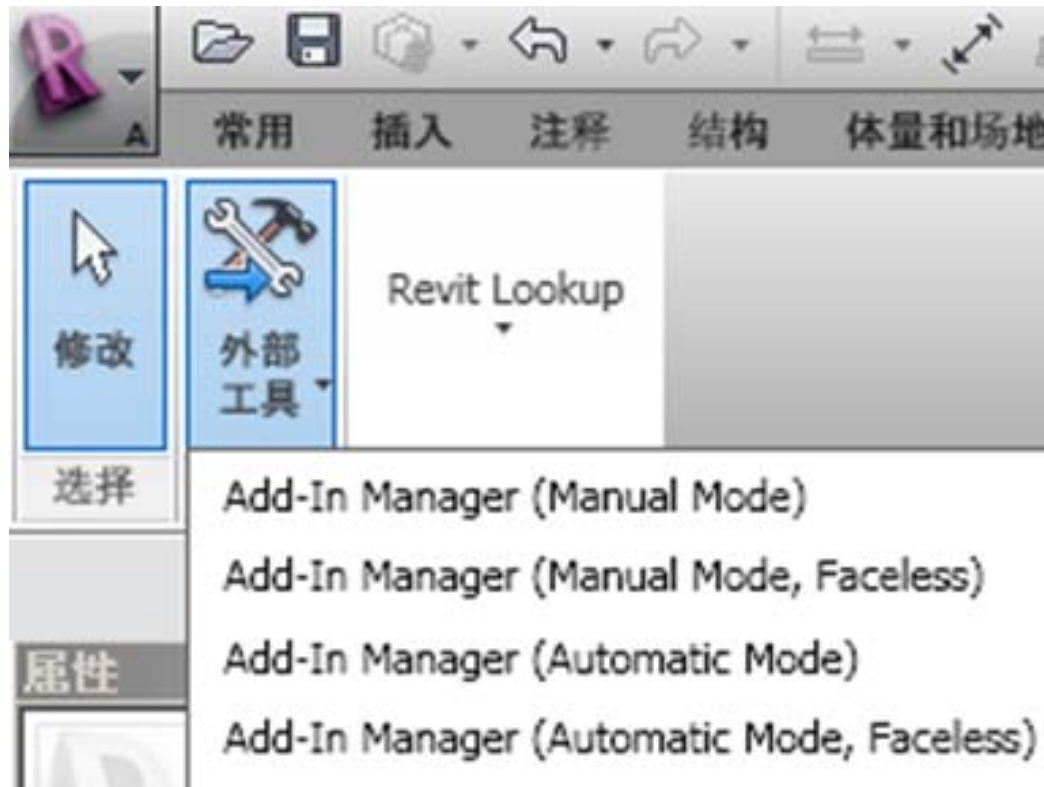 A
常用 插入 注释 结构 体量和场地
修改
外部
工具
Revit Lookup
选择
Add-In Manager (Manual Mode)
Add-In Manager (Manual Mode, Faceless)
Add-In Manager (Automatic Mode)
属性
Add-In Manager (Automatic Mode, Faceless)